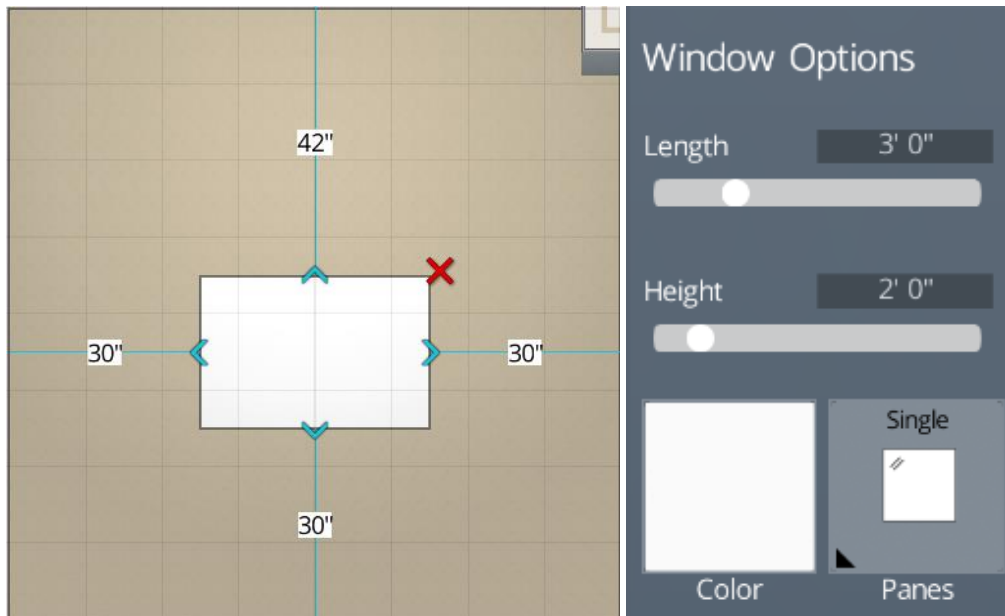 42"
30"
30"
30"
Window Options
Length 3' 0"
Height 2' 0"
Single
Color
Panes